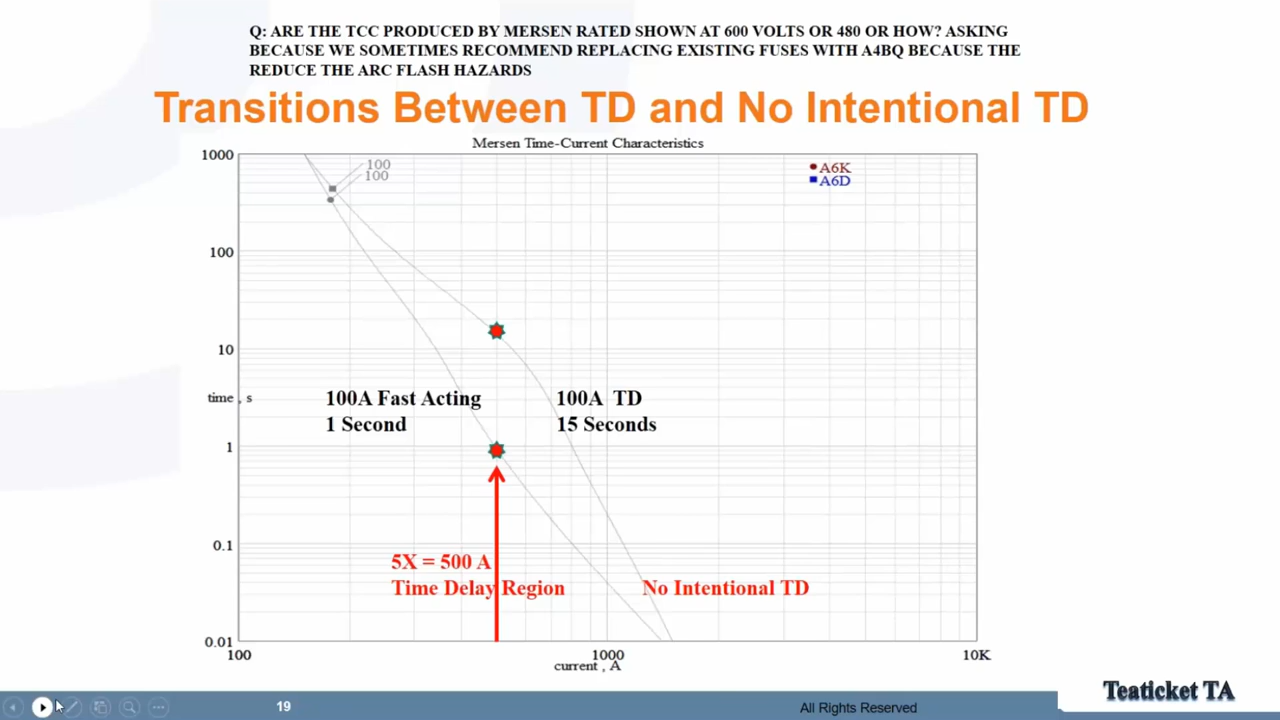 Q: ARE THE TCC PRODUCED BY MERSEN RATED SHOWN AT 600 VOLTS OR 480 OR HOW? ASKING
BECAUSE WE SOMETIMES RECOMMEND REPLACING EXISTING FUSES WITH A4BQ BECAUSE THE
REDUCE THE ARC FLASH HAZARDS
Transitions Between TD and No Intentional TD
Mersen Time-Current Characteristics
1000
100
100
A6K
A6D
100
10
time , s
100A Fast Acting
1 Second
100A TD
15 Seconds
1
0.1
5X = 500 A
Time Delay Region
No Intentional TD
0.01
100
1000
10K
current , A
Teaticket TA
19
All Rights Reserved